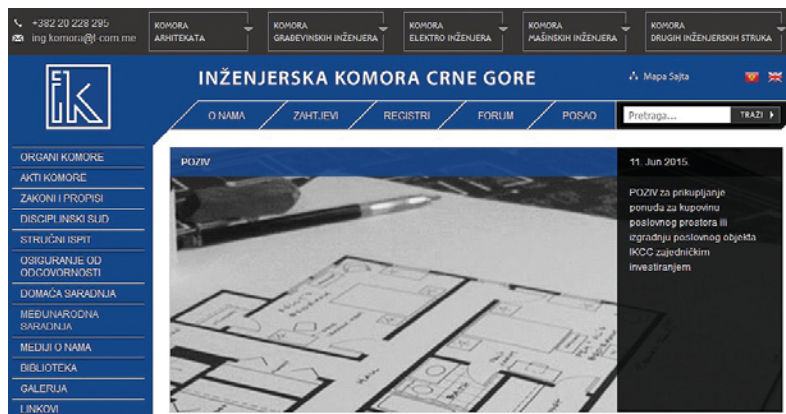 +382 20 228 295
ing.komora@t-com.me
KOMORA
ARHITEKATA
KOMORA
GRAĐEVINSKIH INŽENJERA
KOMORA
ELEKTRO INŽENJERA
KOMORA
MAŠINSKIH INŽENJERA
KOMORA
DRUGIH INŽENJERSKIH STRUKA
INŽENJERSKA KOMORA CRNE GORE
Mapa Sajta
O NAMA
ZAHTJEVI
REGISTRI
FORUM
POSAO
Pretraga...
TRAŽI
ORGANI KOMORE
AKTI KOMORE
ZAKONI I PROPISI
DISCIPLINSKI SUD
STRUČNI ISPIT
OSIGURANJE OD
ODGOVORNOSTI
DOMAĆA SARADNJA
MEĐUNARODNA
SARADNJA
MEDIJI O NAMA
BIBLIOTEKA
GALERIJA
LINKOVI
POZIV
11. Jun 2015.
POZIV za prikupljanje
ponuda za kupovinu
poslovnog prostora ili
izgradnju poslovnog objekta
IKCG zajedničkim
investiranjem
HALL
BATH